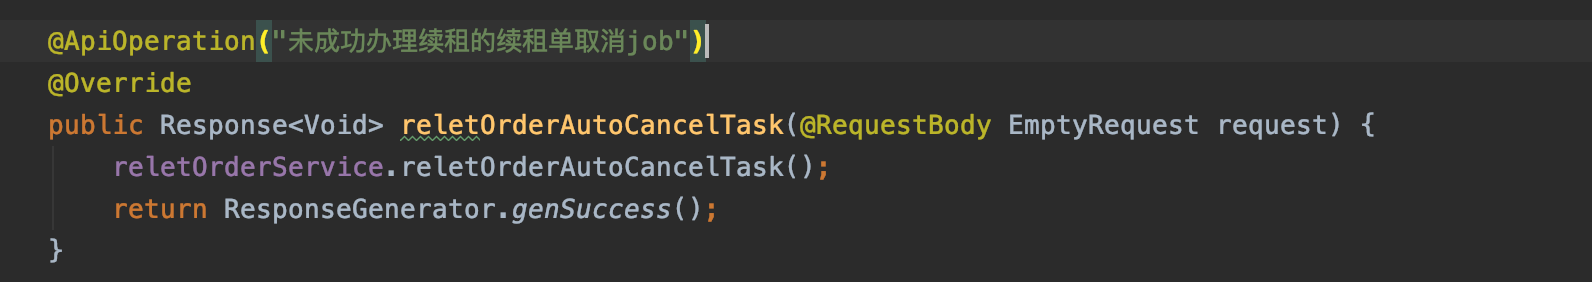 @ApiOperation("未成功办理续租的续租单取消job")
@Override
public Response<Void> reletOrderAutoCancelTask(@RequestBody EmptyRequest request) {
    reletOrderService.reletOrderAutoCancelTask();
    return ResponseGenerator.genSuccess();
}